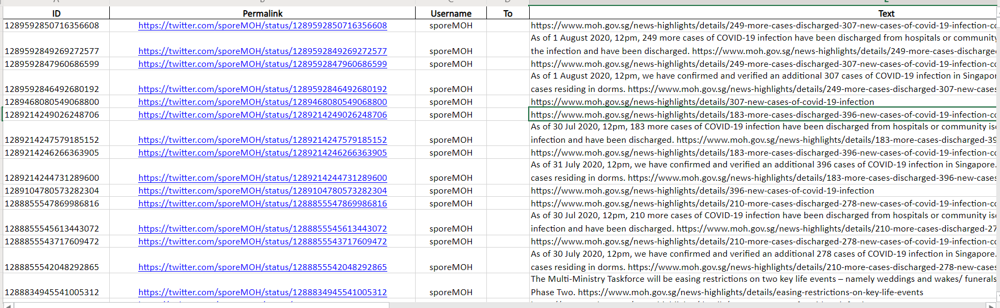 ID Permalink Username To Text
1289592850716356608 https://twitter.com/sporeMOH/status/1289592850716356608 sporeMOH https://www.moh.gov.sg/news-highlights/details/249-more-cases-discharged-307-new-cases-of-covid-19-infection-co
As of 1 August 2020, 12pm, 249 more cases of COVID-19 infection have been discharged from hospitals or community
1289592849269272577 https://twitter.com/sporeMOH/status/1289592849269272577 sporeMOH the infection and have been discharged. https://www.moh.gov.sg/news-highlights/details/249-more-cases-discharge
1289592847960686599 https://twitter.com/sporeMOH/status/1289592847960686599 sporeMOH https://www.moh.gov.sg/news-highlights/details/249-more-cases-discharged-307-new-cases-of-covid-19-infection-co
As of 1 August 2020, 12pm, we have confirmed and verified an additional 307 cases of COVID-19 infection in Singapor
1289592846492680192 https://twitter.com/sporeMOH/status/1289592846492680192 sporeMOH cases residing in dorms. https://www.moh.gov.sg/news-highlights/details/249-more-cases-discharged-307-new-cases
1289468080549068800 https://twitter.com/sporeMOH/status/1289468080549068800 sporeMOH https://www.moh.gov.sg/news-highlights/details/307-new-cases-of-covid-19-infection
1289214249026248706 https://twitter.com/sporeMOH/status/1289214249026248706 sporeMOH https://www.moh.gov.sg/news-highlights/details/183-more-cases-discharged-396-new-cases-of-covid-19-infection-co
As of 30 Jul 2020, 12pm, 183 more cases of COVID-19 infection have been discharged from hospitals or community iso
1289214247579185152 https://twitter.com/sporeMOH/status/1289214247579185152 sporeMOH infection and have been discharged. https://www.moh.gov.sg/news-highlights/details/183-more-cases-discharged-39
1289214246266363905 https://twitter.com/sporeMOH/status/1289214246266363905 sporeMOH https://www.moh.gov.sg/news-highlights/details/183-more-cases-discharged-396-new-cases-of-covid-19-infection-co
As of 31 July 2020, 12pm, we have confirmed and verified an additional 396 cases of COVID-19 infection in Singapore.
1289214244731289600 https://twitter.com/sporeMOH/status/1289214244731289600 sporeMOH cases residing in dorms. https://www.moh.gov.sg/news-highlights/details/183-more-cases-discharged-396-new-cases
1289104780573282304 https://twitter.com/sporeMOH/status/1289104780573282304 sporeMOH https://www.moh.gov.sg/news-highlights/details/396-new-cases-of-covid-19-infection
1288855547869986816 https://twitter.com/sporeMOH/status/1288855547869986816 sporeMOH https://www.moh.gov.sg/news-highlights/details/210-more-cases-discharged-278-new-cases-of-covid-19-infection-co
As of 30 Jul 2020, 12pm, 210 more cases of COVID-19 infection have been discharged from hospitals or community iso
1288855545613443072 https://twitter.com/sporeMOH/status/1288855545613443072 sporeMOH infection and have been discharged. https://www.moh.gov.sg/news-highlights/details/210-more-cases-discharged-27
1288855543717609472 https://twitter.com/sporeMOH/status/1288855543717609472 sporeMOH https://www.moh.gov.sg/news-highlights/details/210-more-cases-discharged-278-new-cases-of-covid-19-infection-co
As of 30 July 2020, 12pm, we have confirmed and verified an additional 278 cases of COVID-19 infection in Singapore.
1288855542048292865 https://twitter.com/sporeMOH/status/1288855542048292865 sporeMOH cases residing in dorms. https://www.moh.gov.sg/news-highlights/details/210-more-cases-discharged-278-new-cases
The Multi-Ministry Taskforce will be easing restrictions on two key life events – namely weddings and wakes/ funerals
1288834945541005312 https://twitter.com/sporeMOH/status/1288834945541005312 sporeMOH Phase Two. https://www.moh.gov.sg/news-highlights/details/easing-restrictions-on-key-life-events